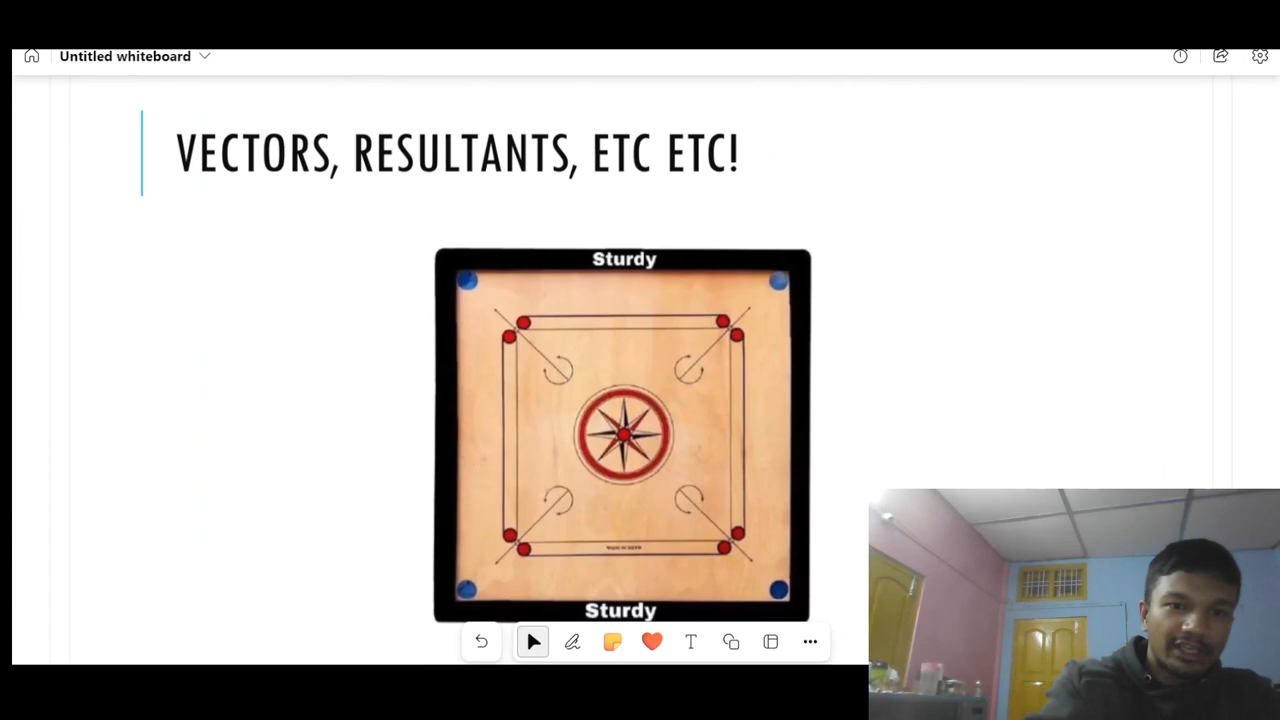 Untitled whiteboard
VECTORS, RESULTANTS, ETC ETC!
Sturdy
Sturdy
T